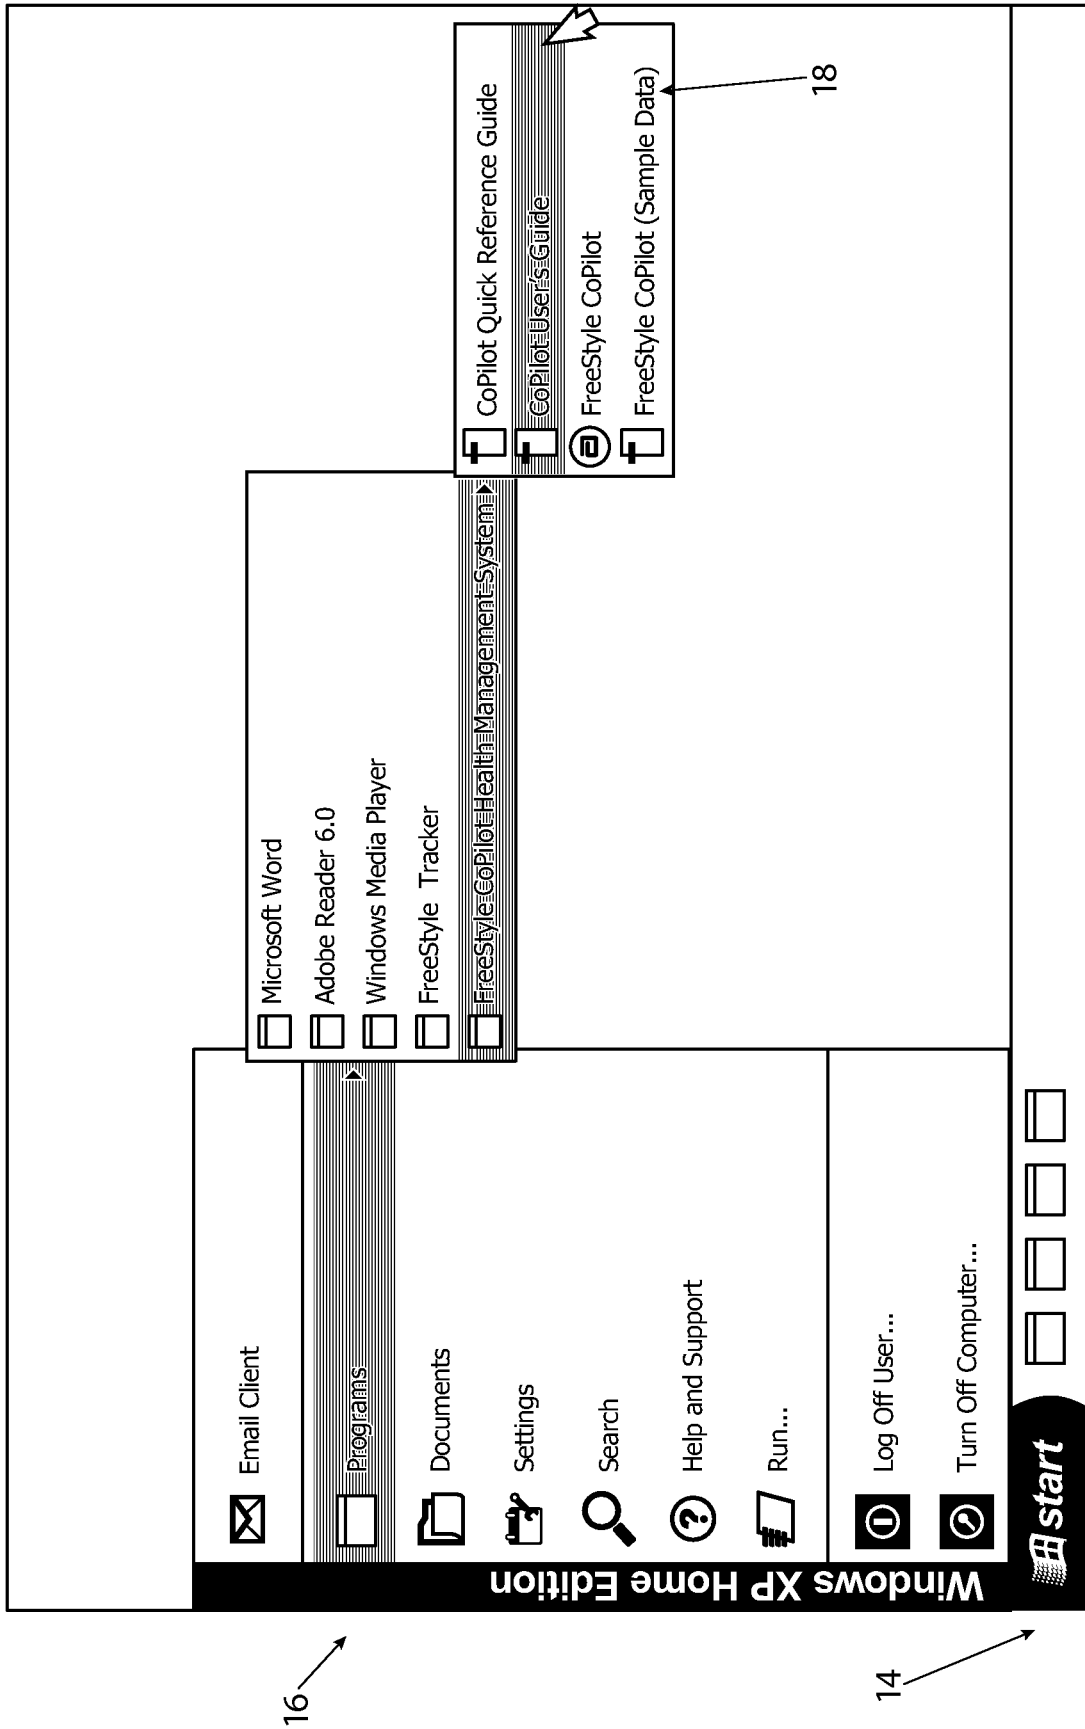 Windows XP Home Edition
Email Client
Programs
Documents
Settings
Search
Help and Support
Run...
Log Off User...
Turn Off Computer...
start
Microsoft Word
Adobe Reader 6.0
Windows Media Player
FreeStyle Tracker
FreeStyle CoPilot Health Management System
CoPilot Quick Reference Guide
CoPilot User's Guide
FreeStyle CoPilot
FreeStyle CoPilot (Sample Data)
16
14
18